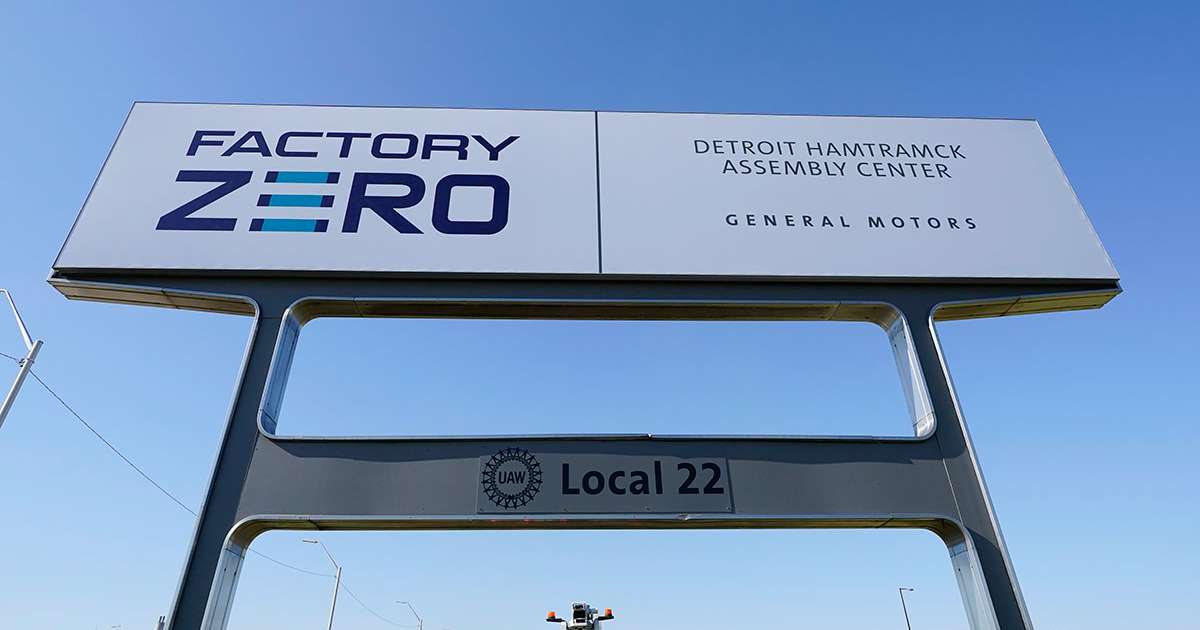 FACTORY
ZERO
DETROIT HAMTRAMCK
ASSEMBLY CENTER
GENERAL MOTORS
UAW
Local 22